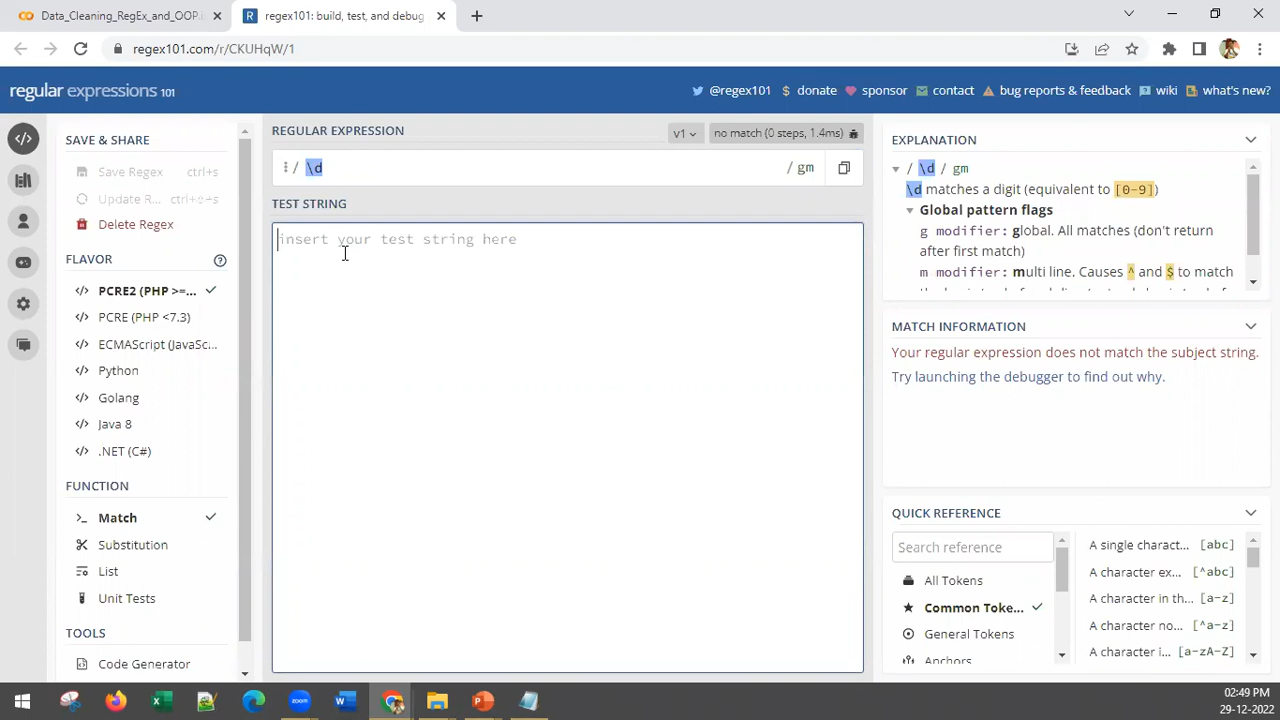 Data_Cleaning_RegEx_and_OOP.i
regex101: build, test, and debug
regex101.com/r/CKUHqW/1
regular expressions 101
@regex101
$ donate
sponsor
contact
bug reports & feedback
wiki
what's new?
SAVE & SHARE
Save Regex ctrl+s
Update R... ctrl+⇧+s
Delete Regex
FLAVOR
</> PCRE2 (PHP >=...
</> PCRE (PHP <7.3)
</> ECMAScript (JavaSc...
</> Python
</> Golang
</> Java 8
</> .NET (C#)
FUNCTION
Match
Substitution
List
Unit Tests
TOOLS
Code Generator
REGULAR EXPRESSION
v1
no match (0 steps, 1.4ms)
/ \d / gm
TEST STRING
insert your test string here
EXPLANATION
/ \d / gm
\d matches a digit (equivalent to [0-9])
Global pattern flags
g modifier: global. All matches (don't return
after first match)
m modifier: multi line. Causes ^ and $ to match
MATCH INFORMATION
Your regular expression does not match the subject string.
Try launching the debugger to find out why.
QUICK REFERENCE
Search reference
All Tokens
Common Toke...
General Tokens
Anchors
A single charact... [abc]
A character ex... [^abc]
A character in th... [a-z]
A character no... [^a-z]
A character i... [a-zA-Z]
zoom
02:49 PM
29-12-2022